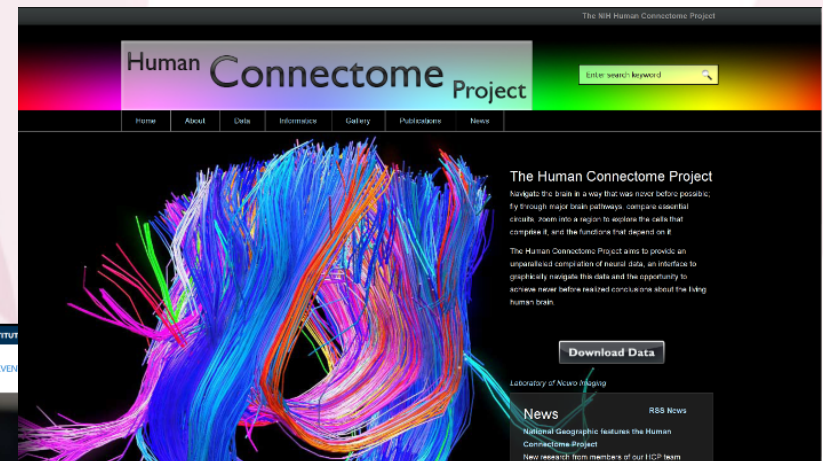 The NIH Human Connectome Project
Human Connectome Project
Enter search keyword
Home About Data Informatics Gallery Publications News
The Human Connectome Project
Navigate the brain in a way that was never before possible;
fly through major brain pathways, compare essential
circuits, zoom into a region to explore the cells that
comprise it, and the functions that depend on it.
The Human Connectome Project aims to provide an
unparalleled compilation of neural data, an interface to
graphically navigate this data and the opportunity to
achieve never before realized conclusions about the living
human brain.
TITUT
VEN
Download Data
Laboratory of Neuro Imaging
News RSS News
National Geographic features the Human
Connectome Project
New research from members of our HCP team